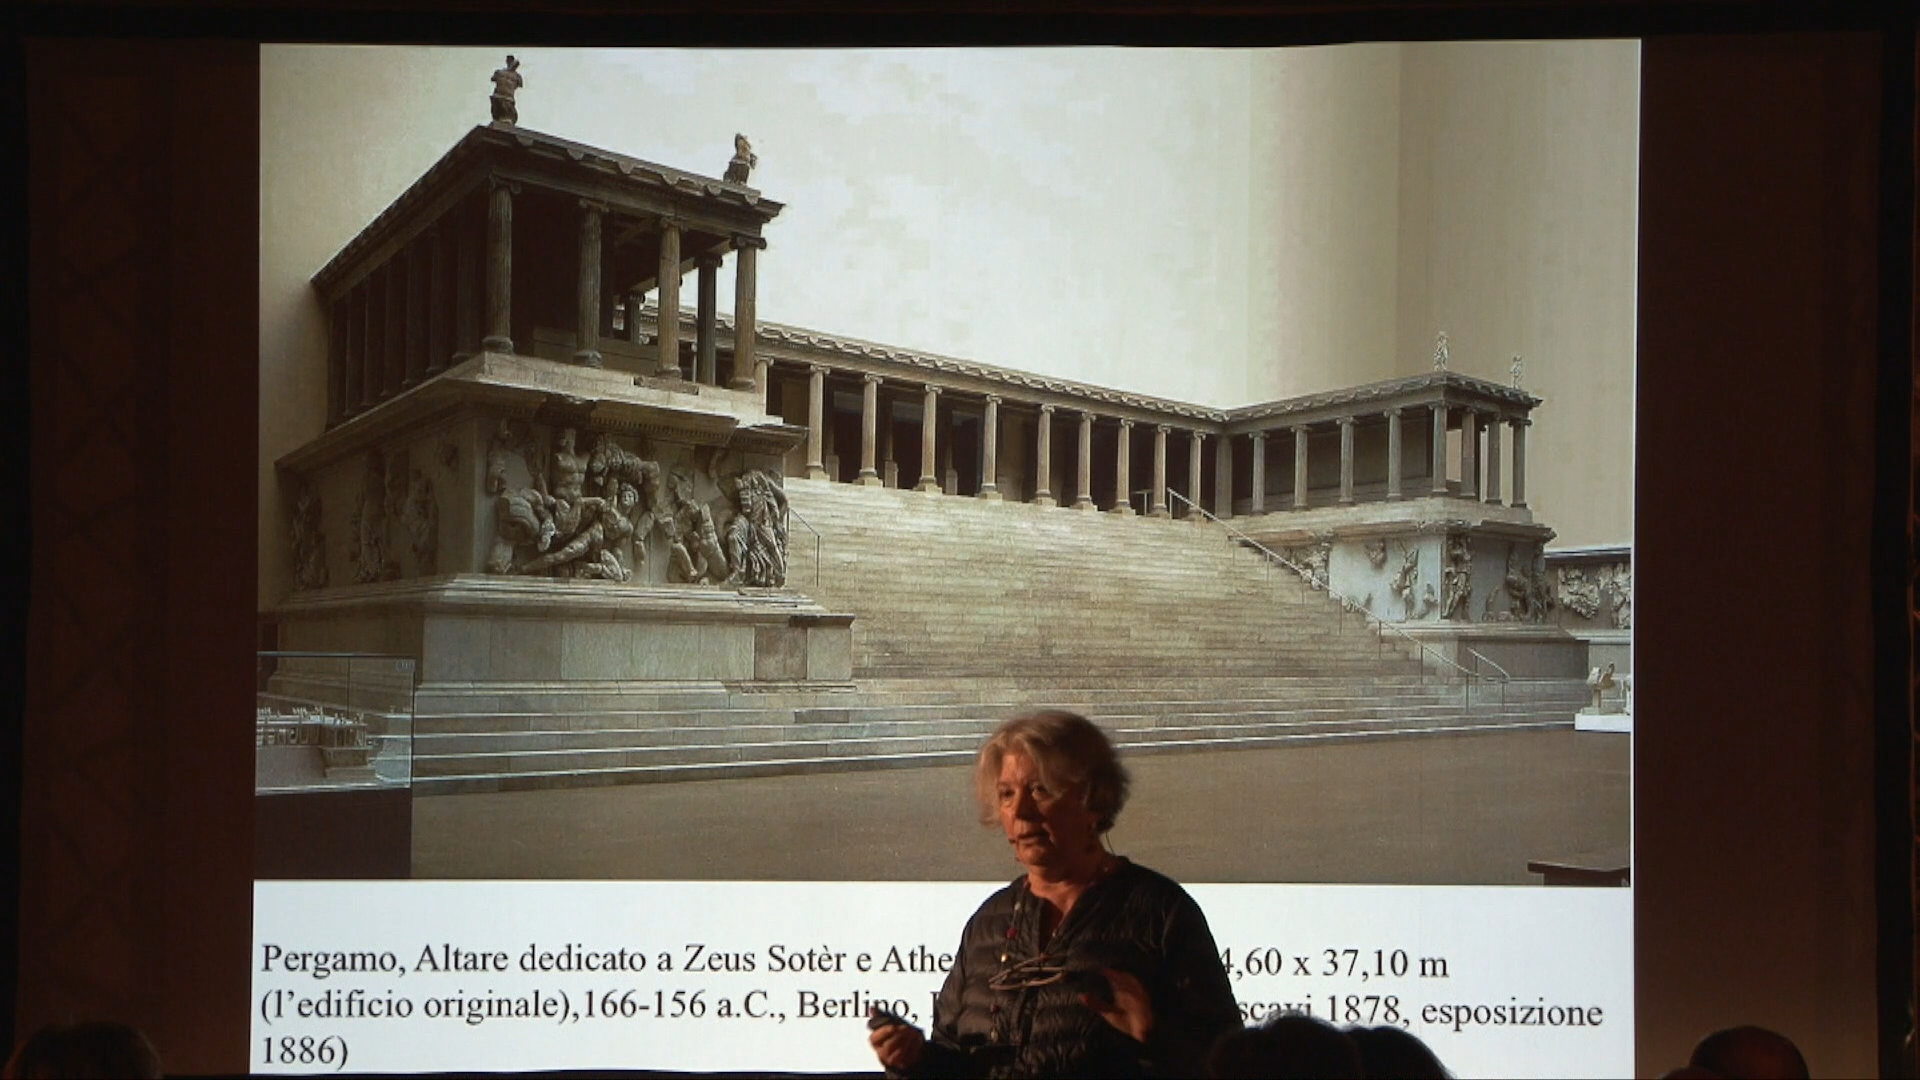 Pergamo, Altare dedicato a Zeus Sotèr e Athe 4,60 x 37,10 m
(l’edificio originale),166-156 a.C., Berlino, scavi 1878, esposizione
1886)